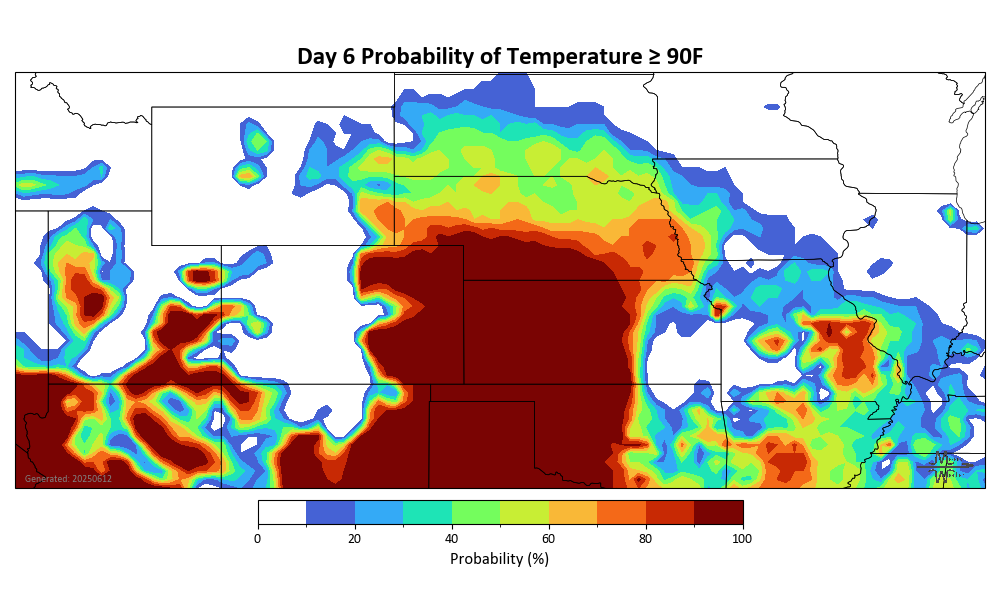 Day 6 Probability of Temperature ≥ 90F
Generated: 20250612
0 20 40 60 80 100
Probability (%)